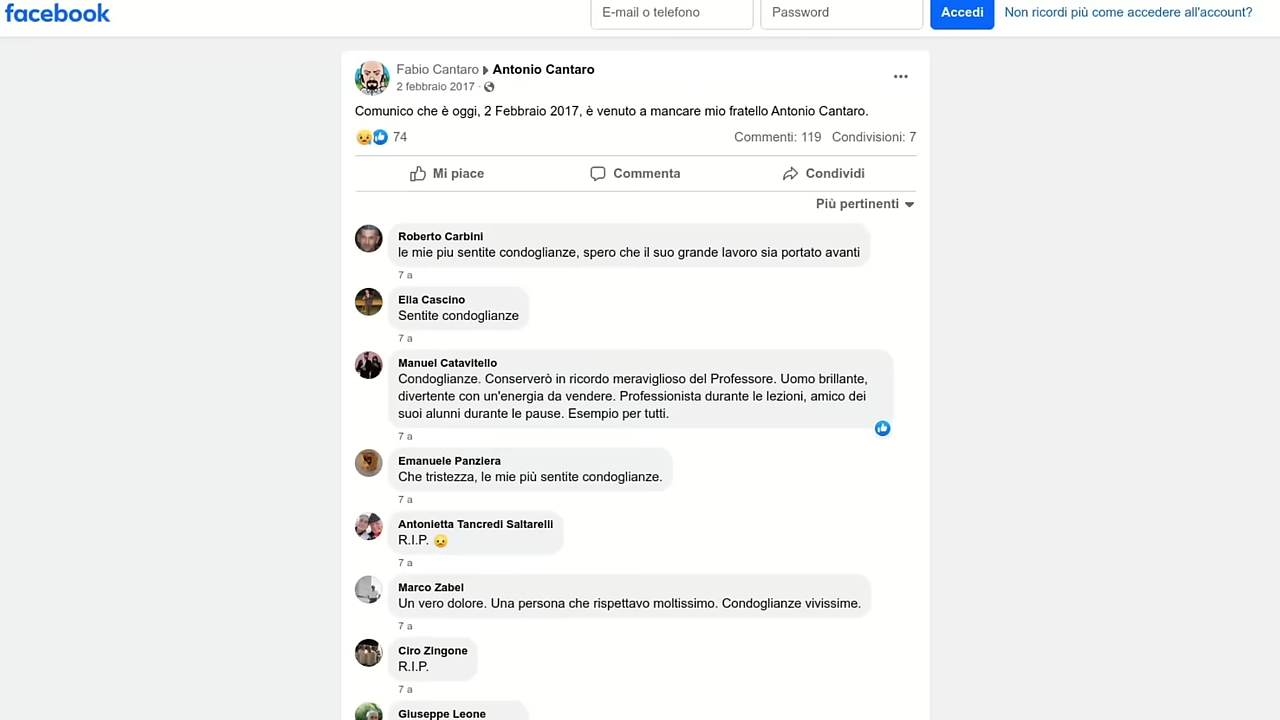 facebook
E-mail o telefono
Password
Accedi
Non ricordi più come accedere all'account?
Fabio Cantaro
Antonio Cantaro
2 febbraio 2017 ·
Comunico che è oggi, 2 Febbraio 2017, è venuto a mancare mio fratello Antonio Cantaro.
74
Commenti: 119
Condivisioni: 7
Mi piace
Commenta
Condividi
Più pertinenti
Roberto Carbini
le mie piu sentite condoglianze, spero che il suo grande lavoro sia portato avanti
7 a
Elia Cascino
Sentite condoglianze
7 a
Manuel Catavitello
Condoglianze. Conserverò in ricordo meraviglioso del Professore. Uomo brillante,
divertente con un'energia da vendere. Professionista durante le lezioni, amico dei
suoi alunni durante le pause. Esempio per tutti.
7 a
Emanuele Panziera
Che tristezza, le mie più sentite condoglianze.
7 a
Antonietta Tancredi Saltarelli
R.I.P. 😢
7 a
Marco Zabel
Un vero dolore. Una persona che rispettavo moltissimo. Condoglianze vivissime.
7 a
Ciro Zingone
R.I.P.
7 a
Giuseppe Leone